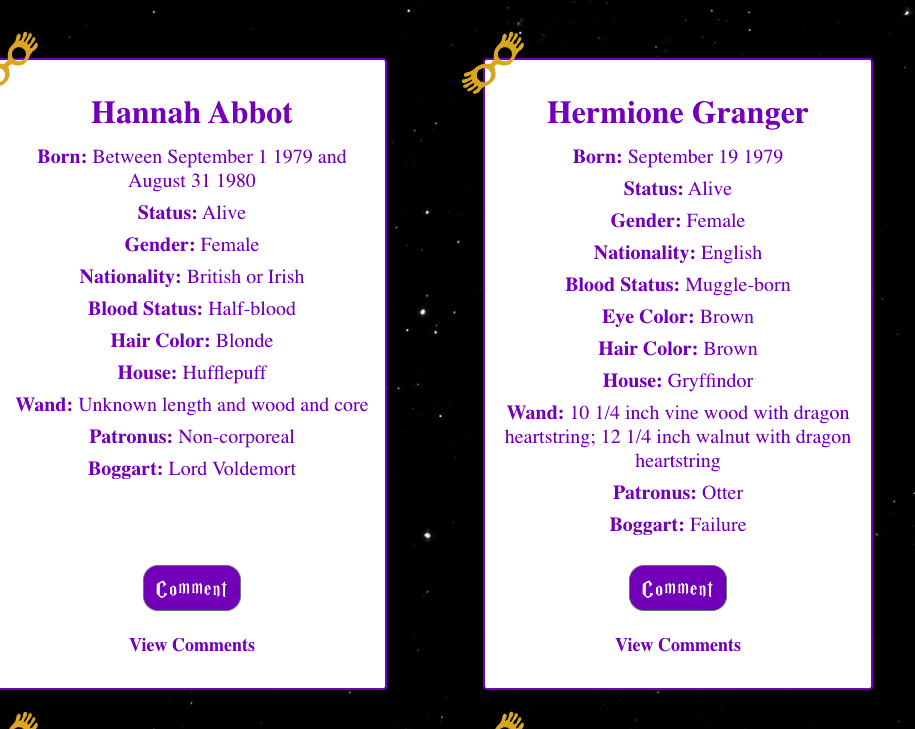 Hannah Abbot
Born: Between September 1 1979 and
August 31 1980
Status: Alive
Gender: Female
Nationality: British or Irish
Blood Status: Half-blood
Hair Color: Blonde
House: Hufflepuff
Wand: Unknown length and wood and core
Patronus: Non-corporeal
Boggart: Lord Voldemort
Comment
View Comments
Hermione Granger
Born: September 19 1979
Status: Alive
Gender: Female
Nationality: English
Blood Status: Muggle-born
Eye Color: Brown
Hair Color: Brown
House: Gryffindor
Wand: 10 1/4 inch vine wood with dragon
heartstring; 12 1/4 inch walnut with dragon
heartstring
Patronus: Otter
Boggart: Failure
Comment
View Comments